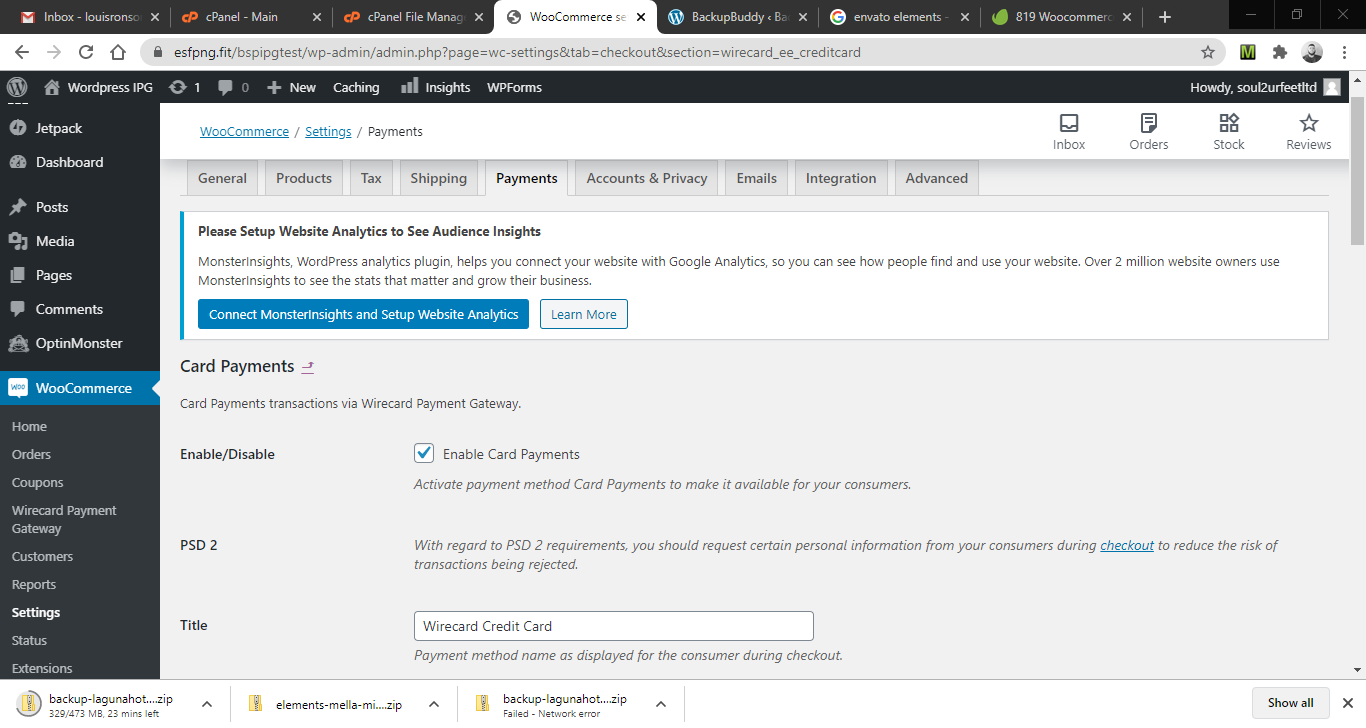 Inbox - louisronson
cPanel - Main
cPanel File Manag
WooCommerce se
BackupBuddy ‹ Ba
envato elements -
819 Woocommerc
esfpng.fit/bspipgtest/wp-admin/admin.php?page=wc-settings&tab=checkout&section=wirecard_ee_creditcard
Wordpress IPG 1 0 New Caching Insights WPForms Howdy, soul2urfeetltd
Jetpack
Dashboard
Posts
Media
Pages
Comments
OptinMonster
WooCommerce
Home
Orders
Coupons
Wirecard Payment
Gateway
Customers
Reports
Settings
Status
Extensions
WooCommerce / Settings / Payments
Inbox Orders Stock Reviews
General Products Tax Shipping Payments Accounts & Privacy Emails Integration Advanced
Please Setup Website Analytics to See Audience Insights
MonsterInsights, WordPress analytics plugin, helps you connect your website with Google Analytics, so you can see how people find and use your website. Over 2 million website owners use
MonsterInsights to see the stats that matter and grow their business.
Connect MonsterInsights and Setup Website Analytics Learn More
Card Payments
Card Payments transactions via Wirecard Payment Gateway.
Enable/Disable Enable Card Payments
Activate payment method Card Payments to make it available for your consumers.
PSD 2 With regard to PSD 2 requirements, you should request certain personal information from your consumers during checkout to reduce the risk of
transactions being rejected.
Title Wirecard Credit Card
Payment method name as displayed for the consumer during checkout.
backup-lagunahot....zip
329/473 MB, 23 mins left
elements-mella-mi....zip
backup-lagunahot....zip
Failed - Network error
Show all